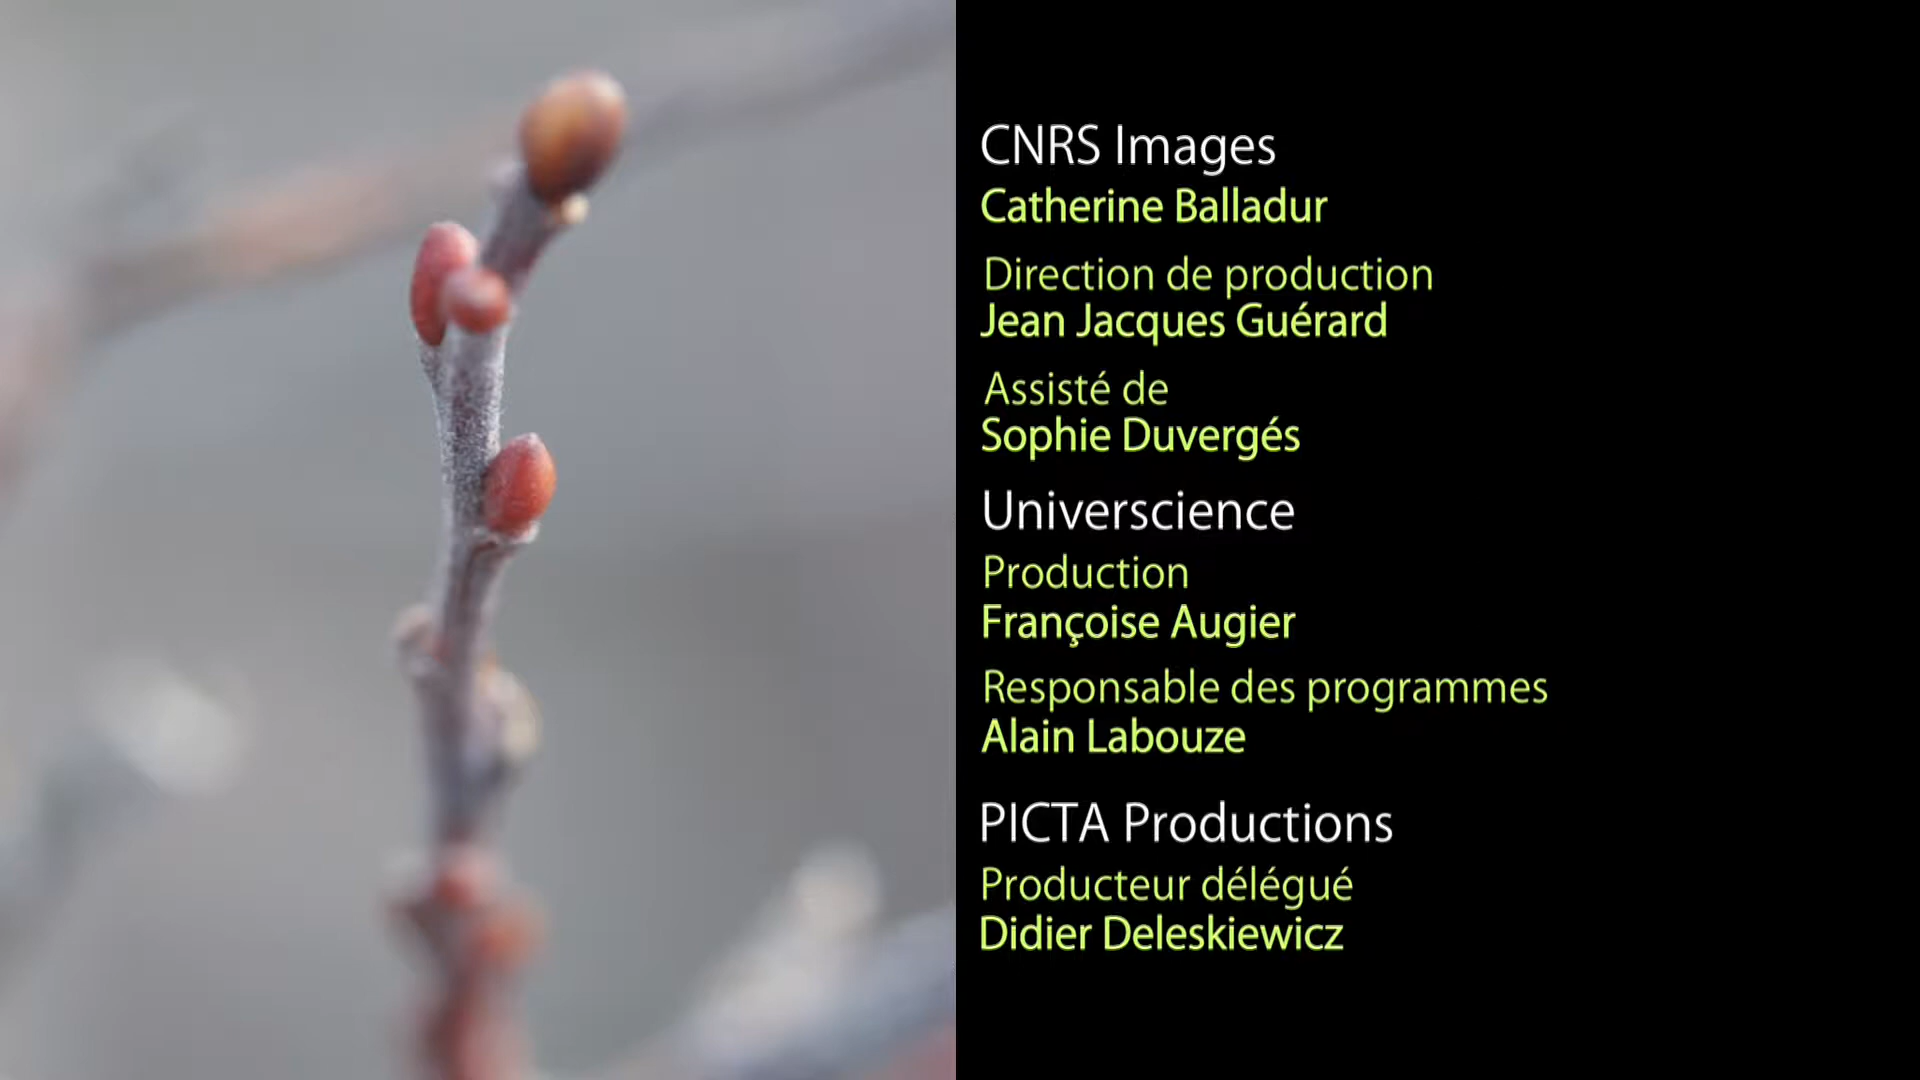 CNRS Images
Catherine Balladur
Direction de production
Jean Jacques Guérard
Assisté de
Sophie Duvergés
Universcience
Production
Françoise Augier
Responsable des programmes
Alain Labouze
PICTA Productions
Producteur délégué
Didier Deleskiewicz